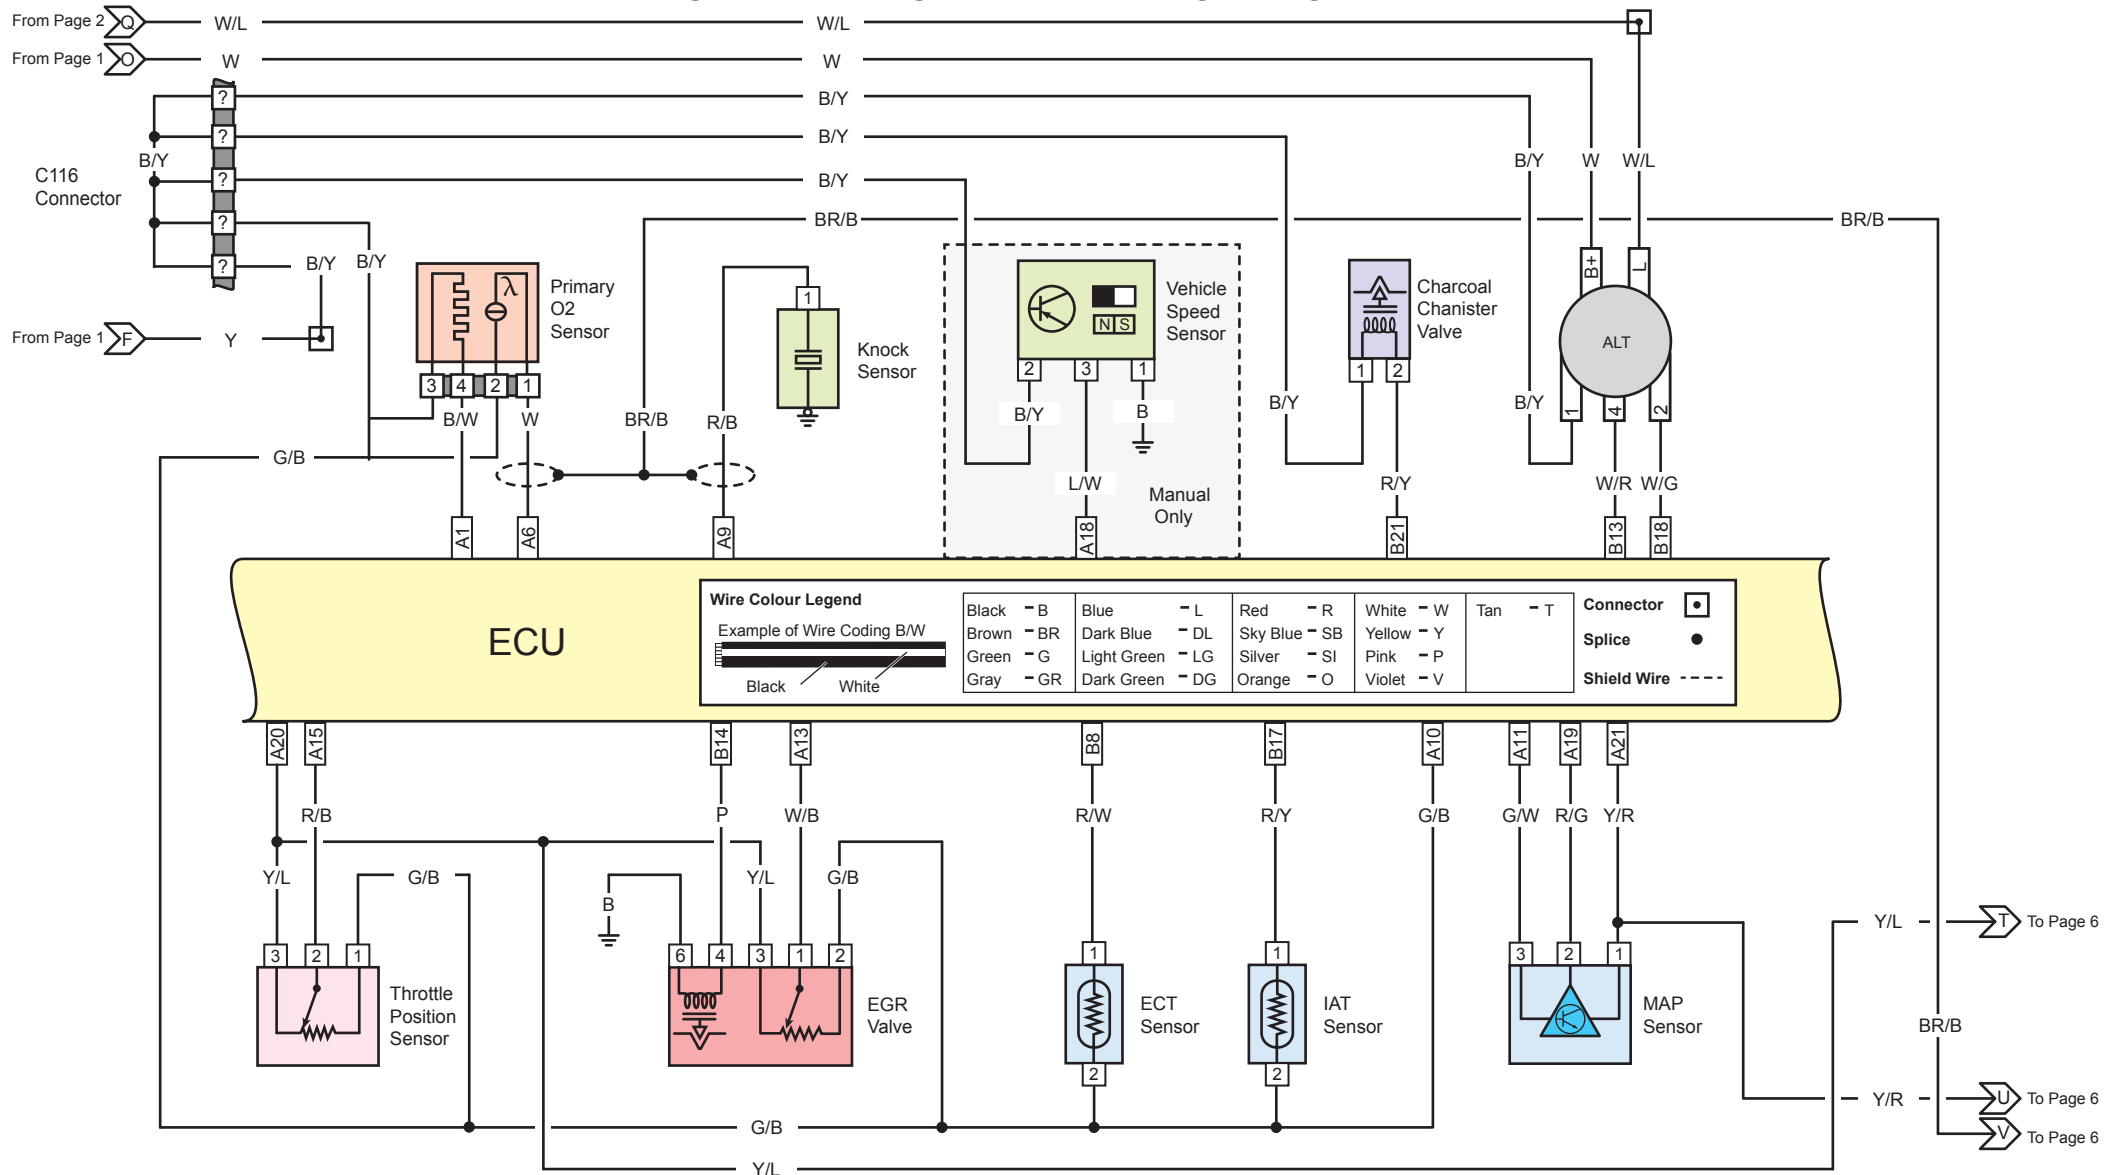 From Page 2 Q W/L W/L
From Page 1 O W W
? B/Y
? B/Y
B/Y B/Y W W/L
C116
Connector
? B/Y
? BR/B BR/B
? B/Y B/Y
From Page 1 F Y
Primary
O2
Sensor
λ
3 4 2 1
B/W W
G/B
BR/B
R/B
1
Knock
Sensor
Vehicle
Speed
Sensor
N S
2 3 1
B/Y B
L/W
Manual
Only
Charcoal
Chanister
Valve
1 2
B/Y
R/Y
B+ L
ALT
1 4 2
B/Y
W/R W/G
A1 A6 A9 A18 B21 B13 B18
ECU
Wire Colour Legend
Example of Wire Coding B/W
Black White
Black - B
Brown - BR
Green - G
Gray - GR
Blue - L
Dark Blue - DL
Light Green - LG
Dark Green - DG
Red - R
Sky Blue - SB
Silver - SI
Orange - O
White - W
Yellow - Y
Pink - P
Violet - V
Tan - T
Connector
Splice
Shield Wire
A20 A15 B14 A13 B8 B17 A10 A11 A19 A21
R/B P W/B R/W R/Y G/B G/W R/G Y/R
Y/L G/B Y/L G/B
B
3 2 1
Throttle
Position
Sensor
6 4 3 1 2
EGR
Valve
1
ECT
Sensor
2
1
IAT
Sensor
2
3 2 1
MAP
Sensor
Y/L T To Page 6
BR/B
Y/R U To Page 6
V To Page 6
G/B
Y/L